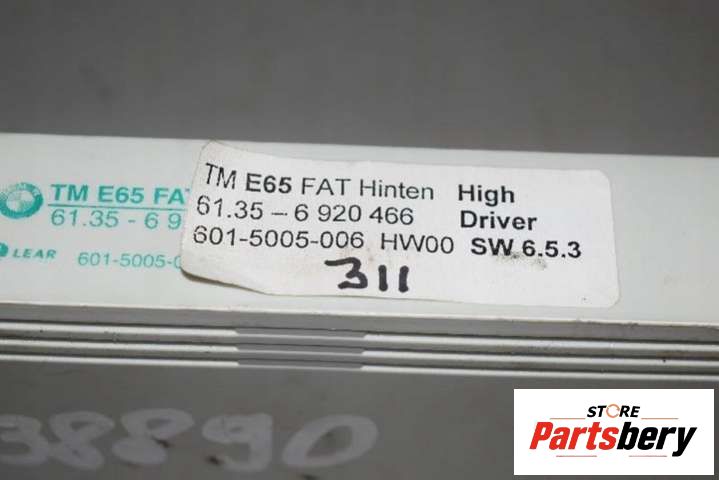 TM E65 FAT Hinten High
61.35 – 6 920 466 Driver
601-5005-006 HW00 SW 6.5.3
311
TM E65 FAT
61.35 - 6 9
LEAR 601-5005-0
38890
STORE
Partsbery